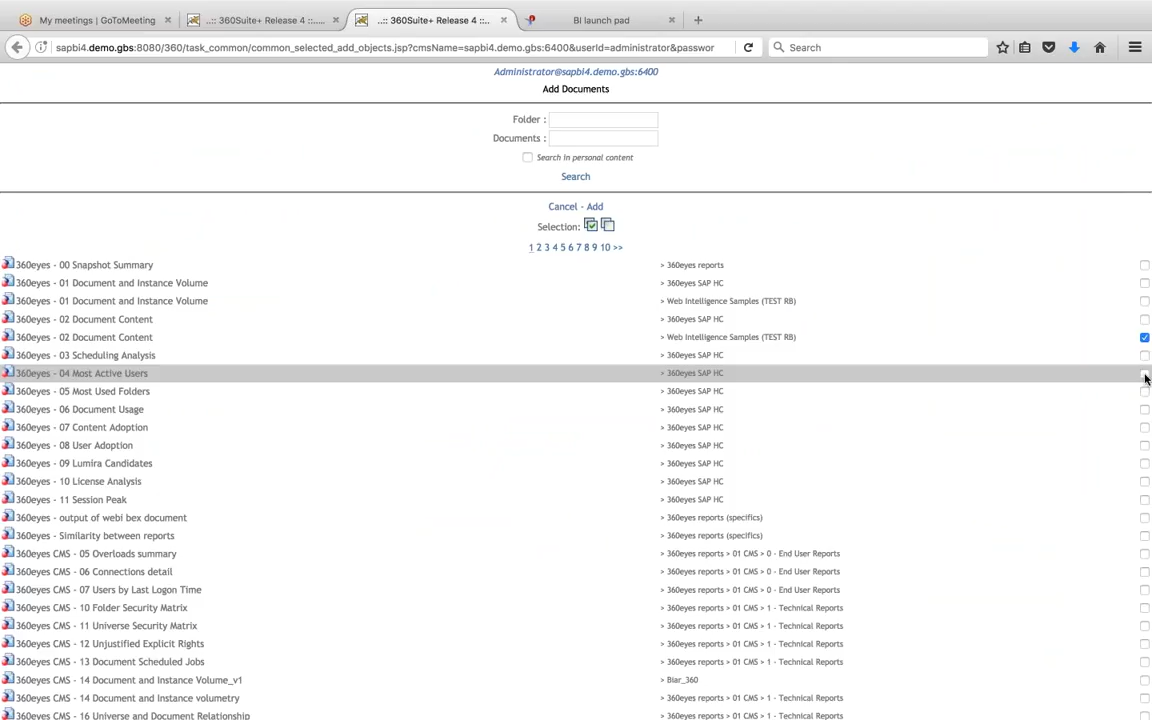 My meetings | GoToMeeting ..:: 360Suite+ Release 4 ::..... ..:: 360Suite+ Release 4 ::.. BI launch pad
sapbi4.demo.gbs:8080/360/task_common/common_selected_add_objects.jsp?cmsName=sapbi4.demo.gbs:6400&userId=administrator&passwor Search
Administrator@sapbi4.demo.gbs:6400
Add Documents
Folder :
Documents :
Search in personal content
Search
Cancel - Add
Selection:
1 2 3 4 5 6 7 8 9 10 >>
360eyes - 00 Snapshot Summary > 360eyes reports
360eyes - 01 Document and Instance Volume > 360eyes SAP HC
360eyes - 01 Document and Instance Volume > Web Intelligence Samples (TEST RB)
360eyes - 02 Document Content > 360eyes SAP HC
360eyes - 02 Document Content > Web Intelligence Samples (TEST RB)
360eyes - 03 Scheduling Analysis > 360eyes SAP HC
360eyes - 04 Most Active Users > 360eyes SAP HC
360eyes - 05 Most Used Folders > 360eyes SAP HC
360eyes - 06 Document Usage > 360eyes SAP HC
360eyes - 07 Content Adoption > 360eyes SAP HC
360eyes - 08 User Adoption > 360eyes SAP HC
360eyes - 09 Lumira Candidates > 360eyes SAP HC
360eyes - 10 License Analysis > 360eyes SAP HC
360eyes - 11 Session Peak > 360eyes SAP HC
360eyes - output of webi bex document > 360eyes reports (specifics)
360eyes - Similarity between reports > 360eyes reports (specifics)
360eyes CMS - 05 Overloads summary > 360eyes reports > 01 CMS > 0 - End User Reports
360eyes CMS - 06 Connections detail > 360eyes reports > 01 CMS > 0 - End User Reports
360eyes CMS - 07 Users by Last Logon Time > 360eyes reports > 01 CMS > 0 - End User Reports
360eyes CMS - 10 Folder Security Matrix > 360eyes reports > 01 CMS > 1 - Technical Reports
360eyes CMS - 11 Universe Security Matrix > 360eyes reports > 01 CMS > 1 - Technical Reports
360eyes CMS - 12 Unjustified Explicit Rights > 360eyes reports > 01 CMS > 1 - Technical Reports
360eyes CMS - 13 Document Scheduled Jobs > 360eyes reports > 01 CMS > 1 - Technical Reports
360eyes CMS - 14 Document and Instance Volume_v1 > Biar_360
360eyes CMS - 14 Document and Instance volumetry > 360eyes reports > 01 CMS > 1 - Technical Reports
360eyes CMS - 16 Universe and Document Relationship > 360eyes reports > 01 CMS > 1 - Technical Reports